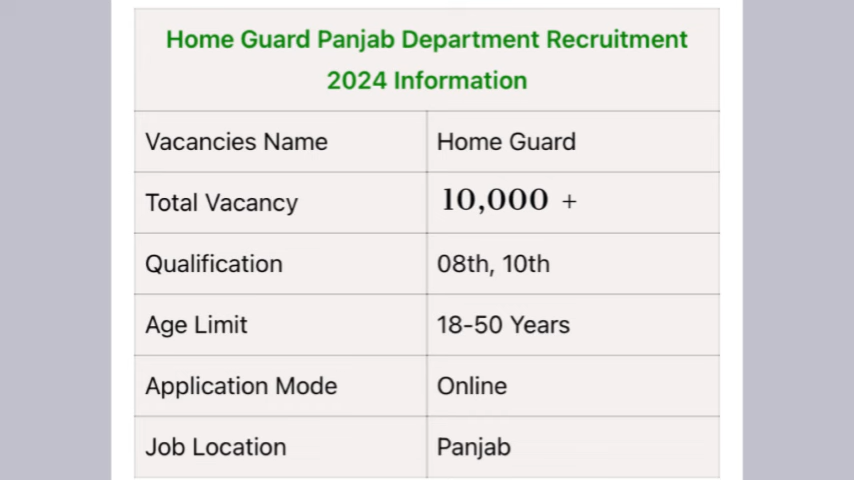 Home Guard Panjab Department Recruitment
2024 Information
Vacancies Name Home Guard
Total Vacancy 10,000 +
Qualification 08th, 10th
Age Limit 18-50 Years
Application Mode Online
Job Location Panjab